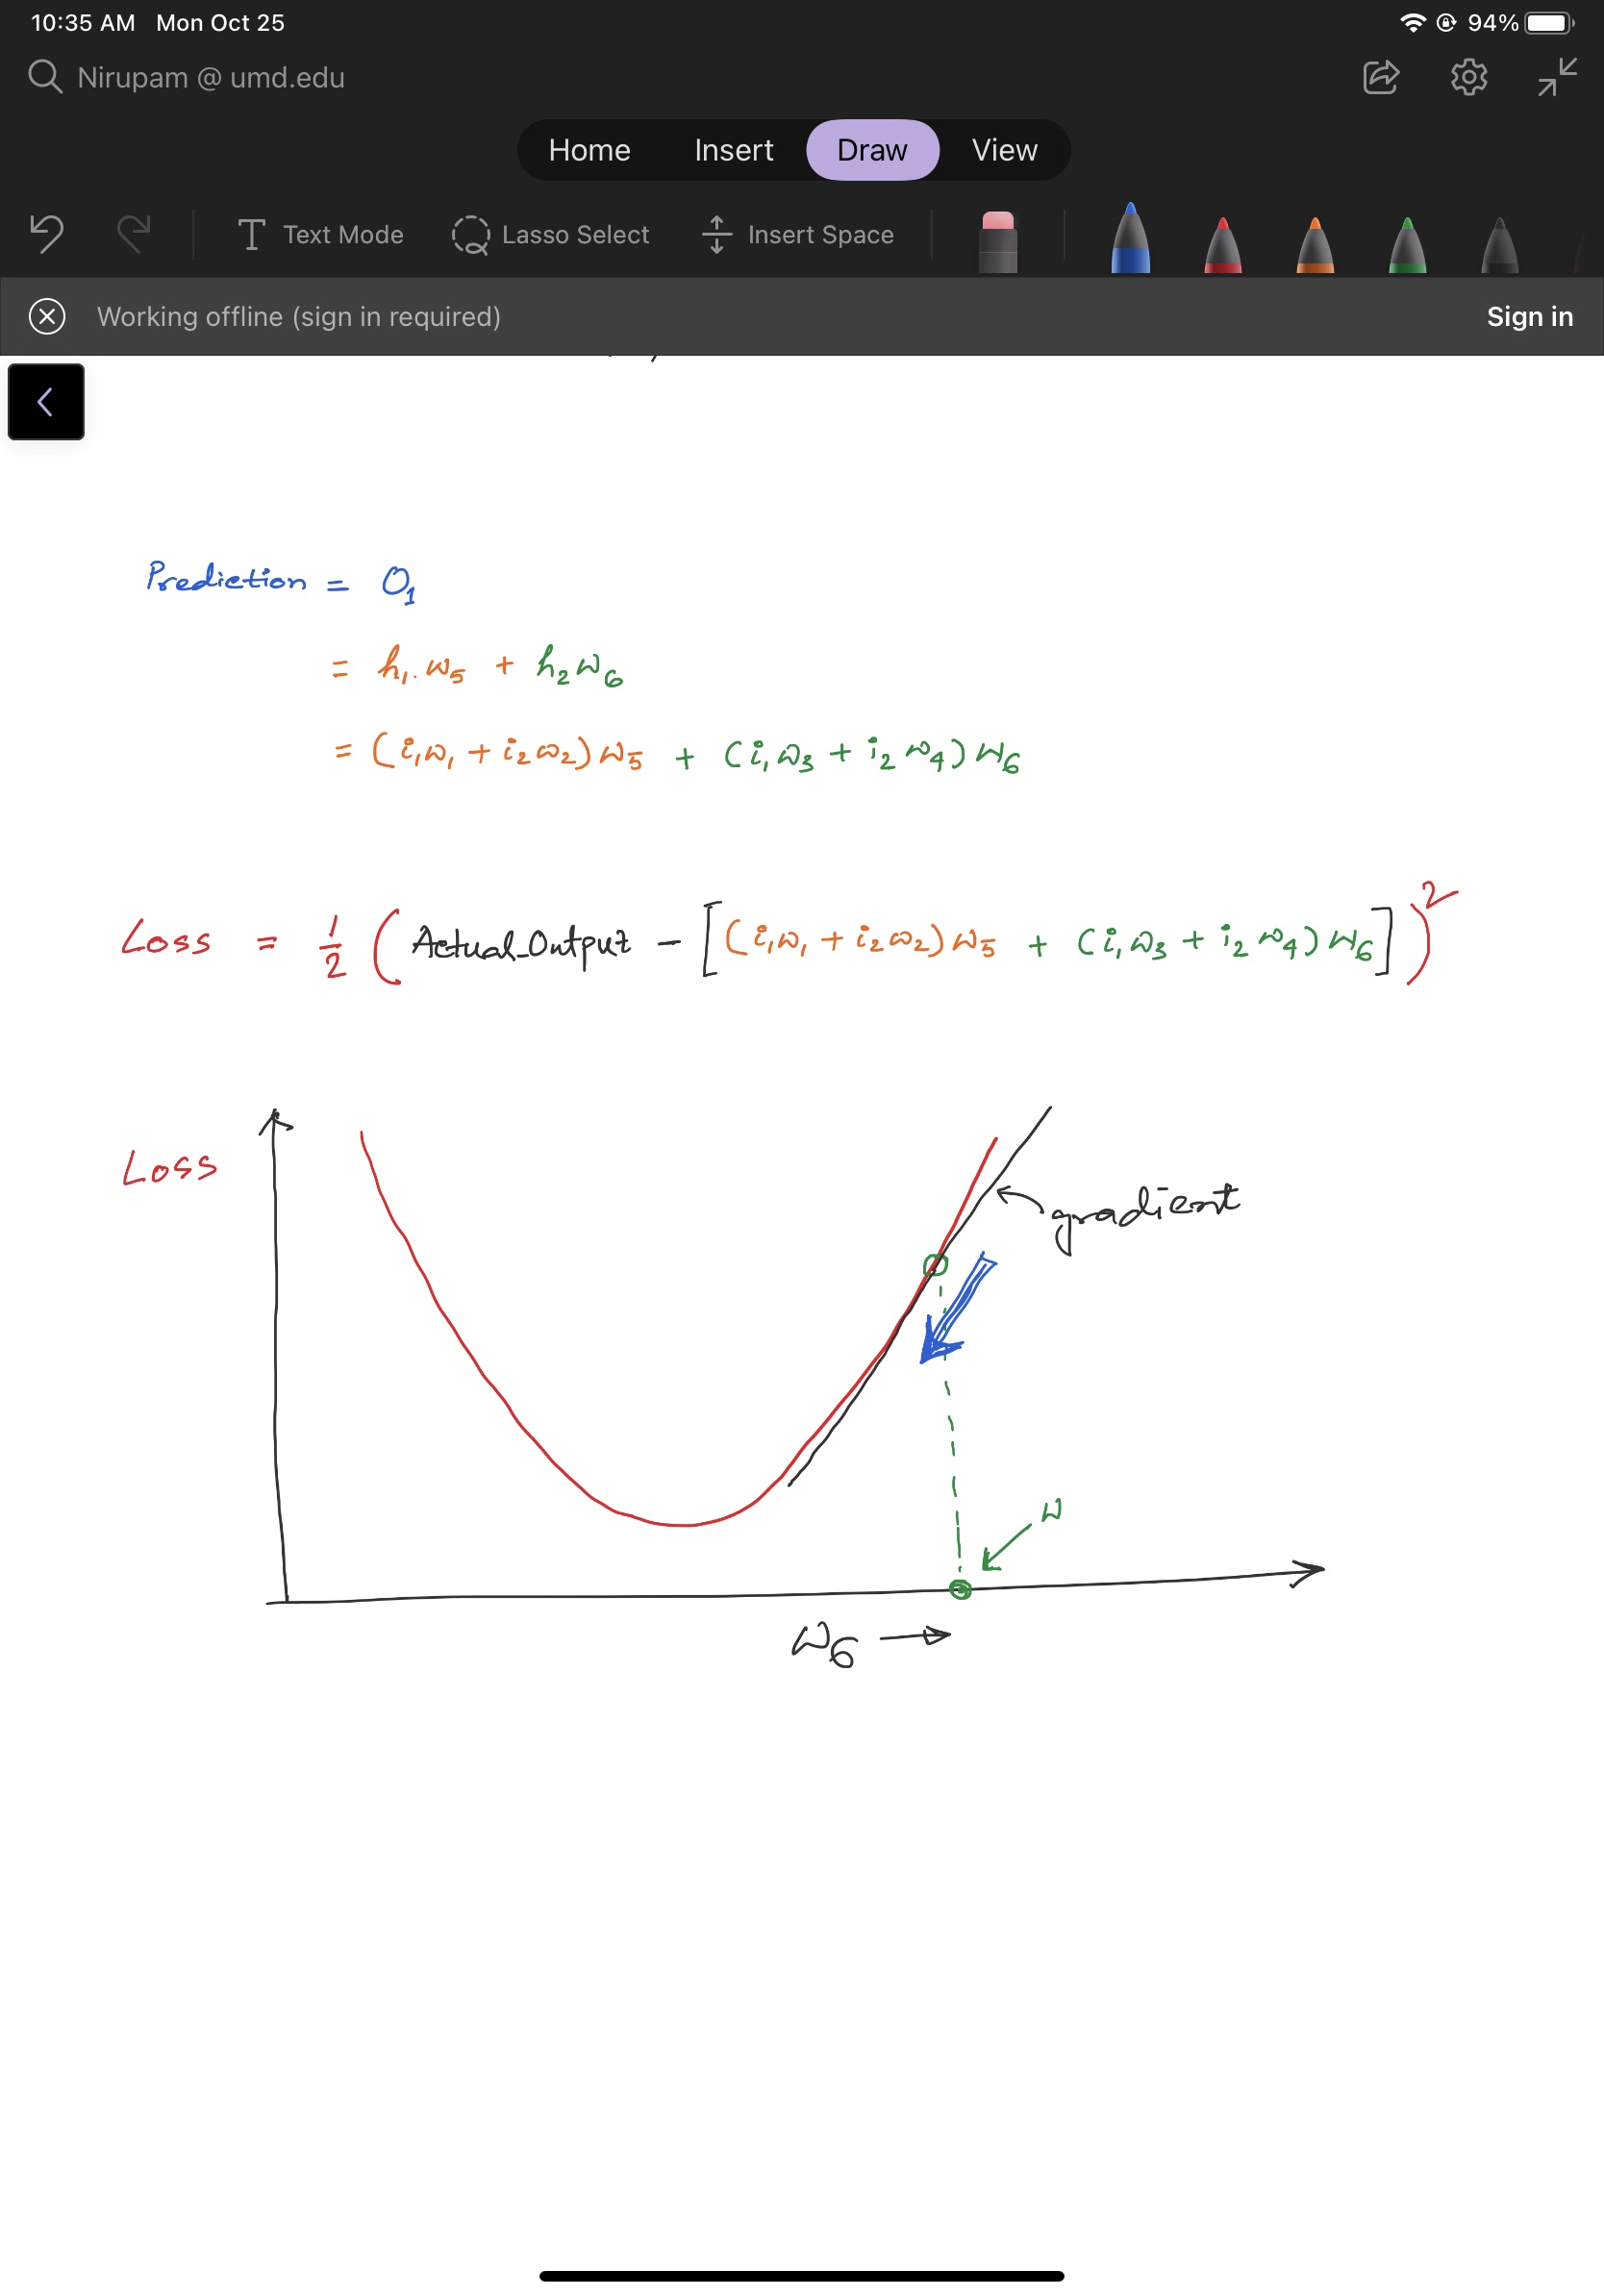 10:35 AM Mon Oct 25 94%
Nirupam @ umd.edu
Home Insert Draw View
Text Mode Lasso Select Insert Space
Working offline (sign in required) Sign in
Prediction = O₁
= h₁.w₅ + h₂w₆
= (i₁w₁ + i₂w₂)w₅ + (i₁w₃ + i₂w₄)w₆
Loss = 1/2 (Actual_Output - [(i₁w₁ + i₂w₂)w₅ + (i₁w₃ + i₂w₄)w₆])²
Loss
gradient
w
w₆ →